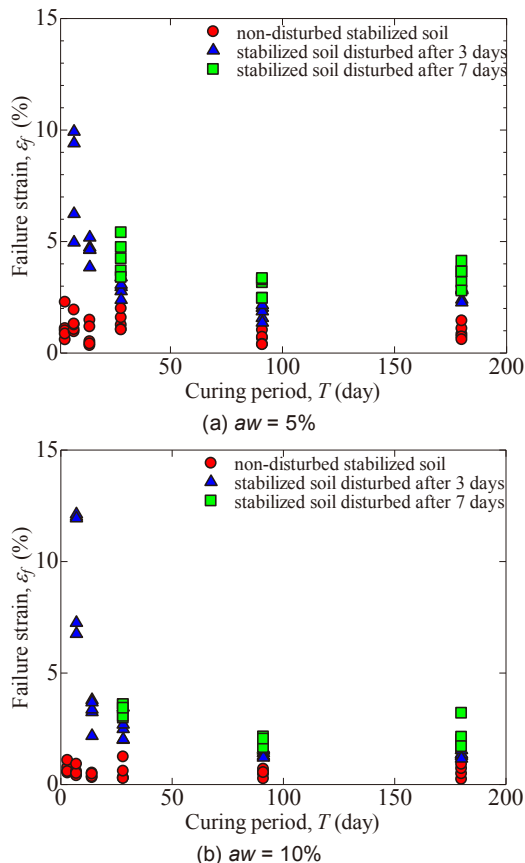 15
non-disturbed stabilized soil
stabilized soil disturbed after 3 days
stabilized soil disturbed after 7 days
10
Failure strain, εf (%)
5
0
50 100 150 200
Curing period, T (day)
(a) aw = 5%
15
non-disturbed stabilized soil
stabilized soil disturbed after 3 days
stabilized soil disturbed after 7 days
10
Failure strain, εf (%)
5
0
0 50 100 150 200
Curing period, T (day)
(b) aw = 10%